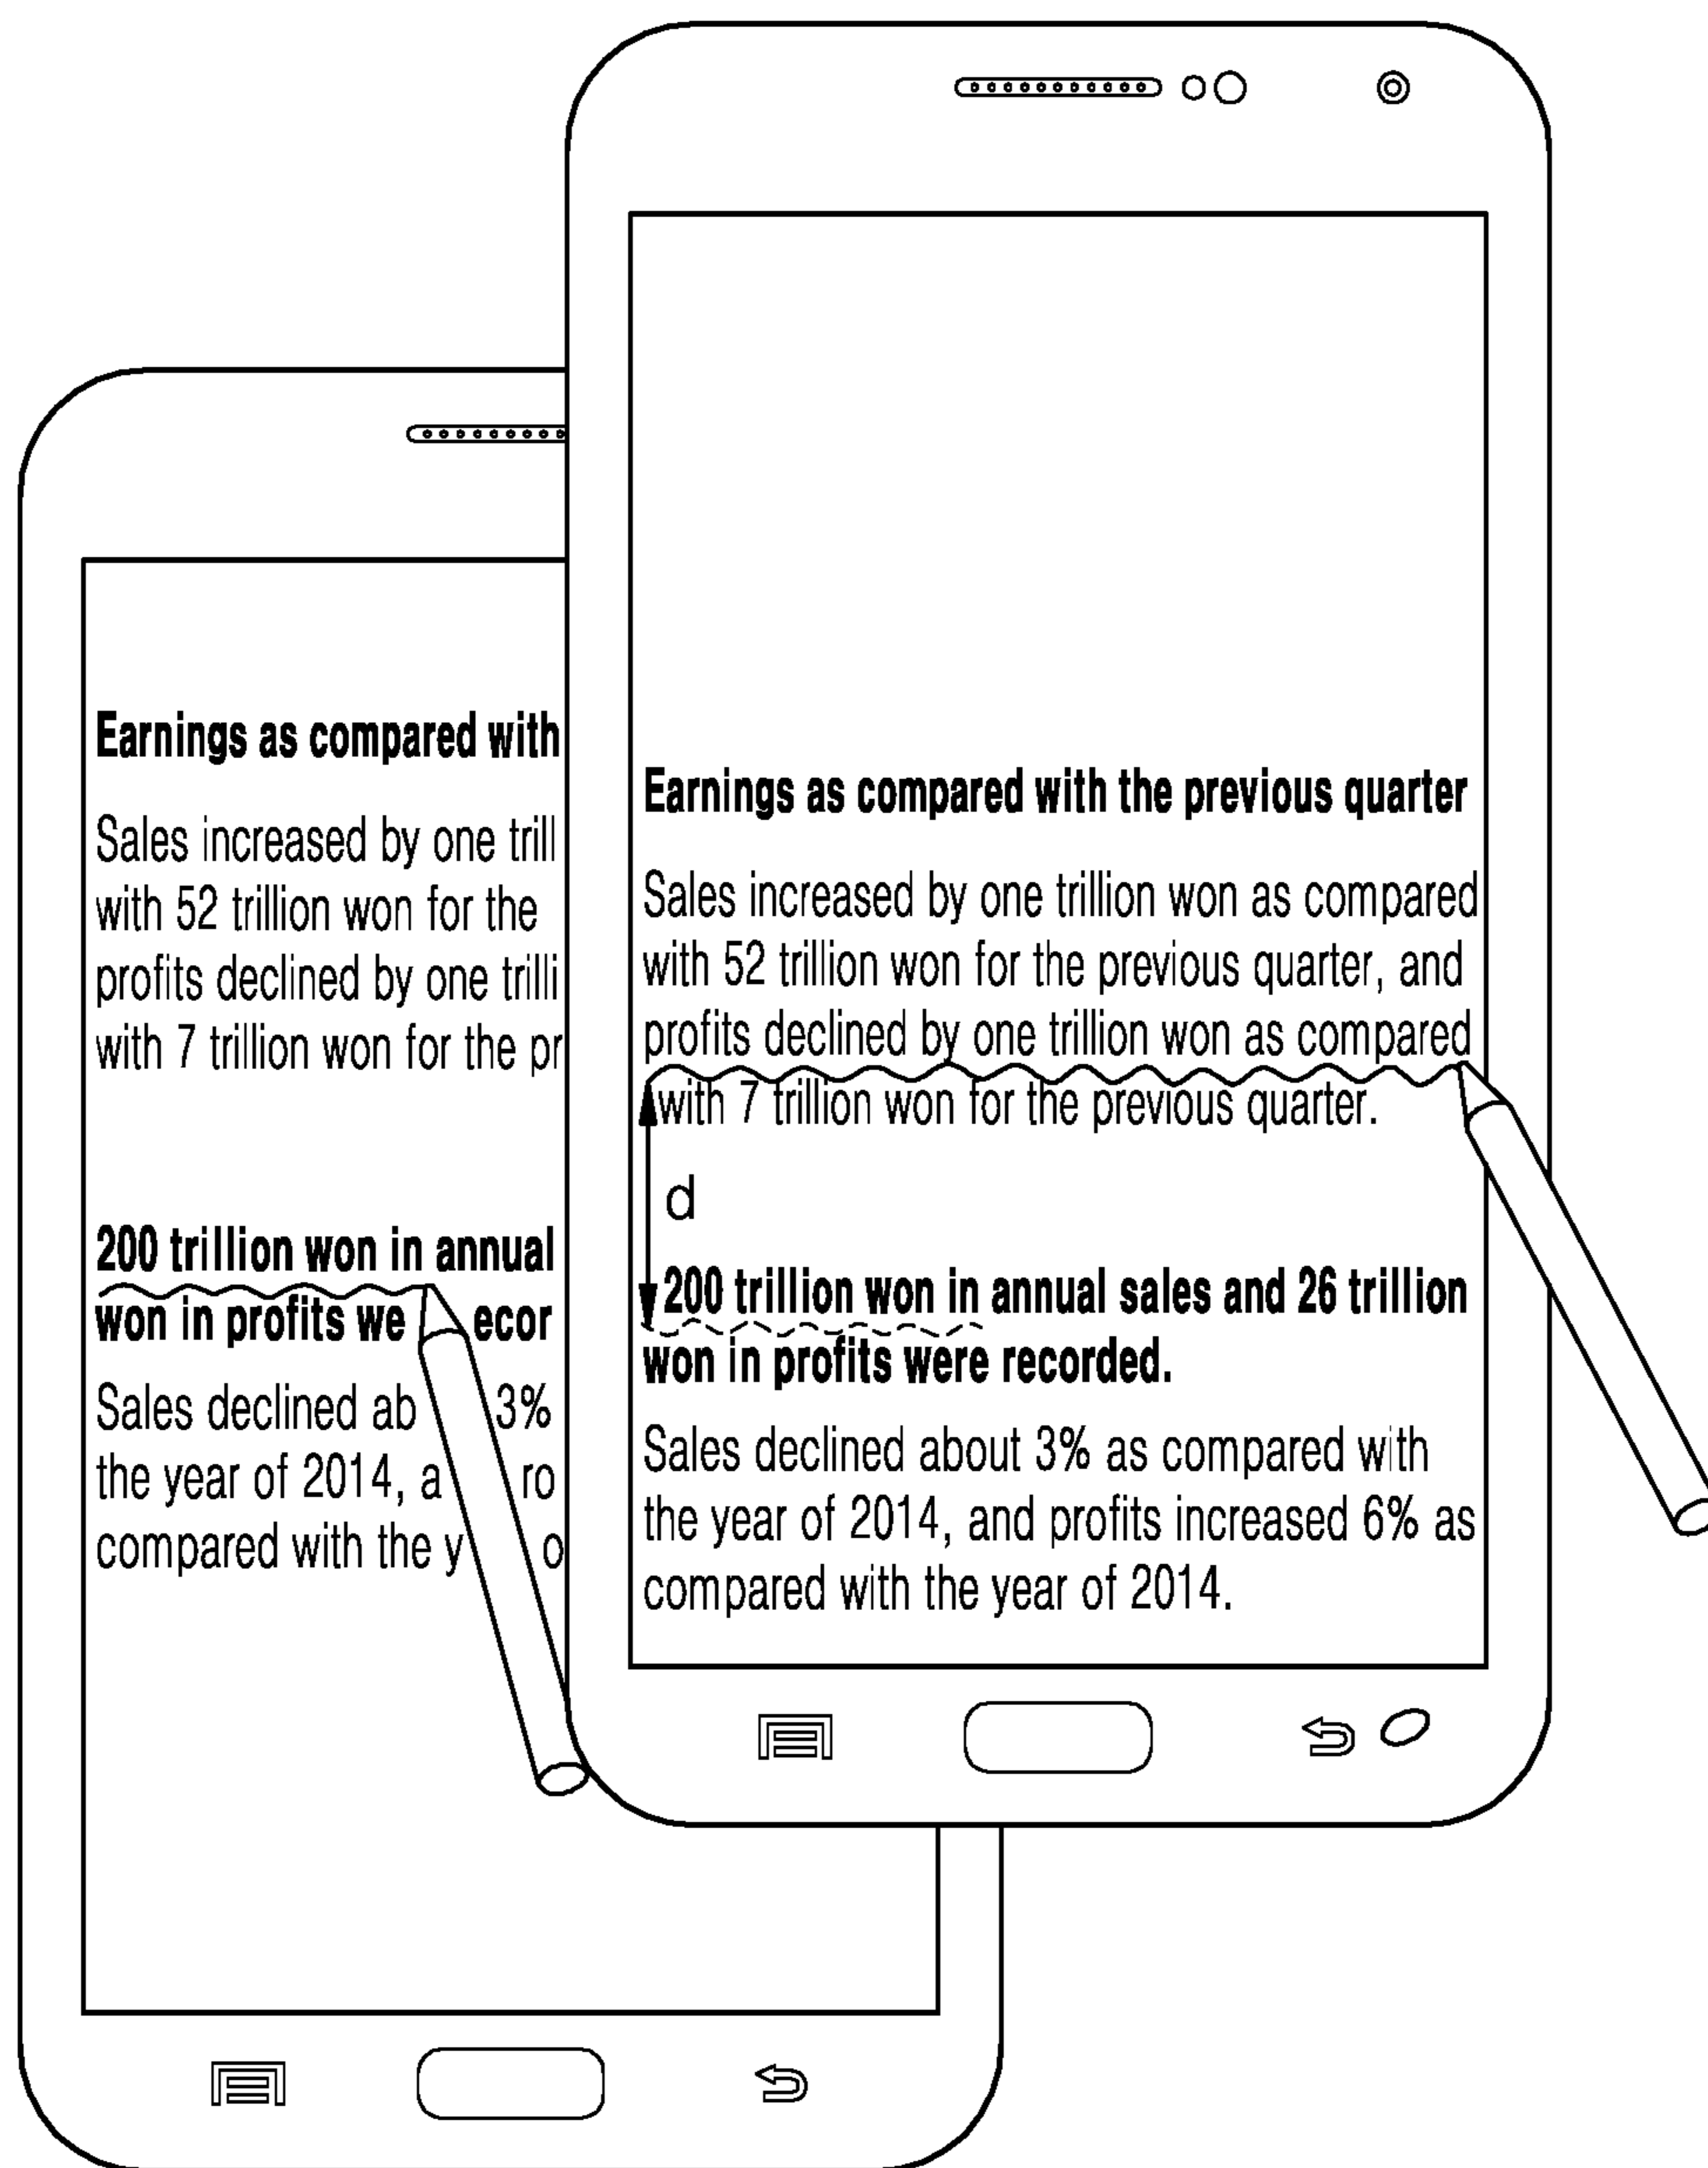 Earnings as compared with
Sales increased by one trill
with 52 trillion won for the
profits declined by one trilli
with 7 trillion won for the pr
200 trillion won in annual
won in profits we ecor
Sales declined ab 3%
the year of 2014, a ro
compared with the y o
Earnings as compared with the previous quarter
Sales increased by one trillion won as compared
with 52 trillion won for the previous quarter, and
profits declined by one trillion won as compared
with 7 trillion won for the previous quarter.
d
200 trillion won in annual sales and 26 trillion
won in profits were recorded.
Sales declined about 3% as compared with
the year of 2014, and profits increased 6% as
compared with the year of 2014.